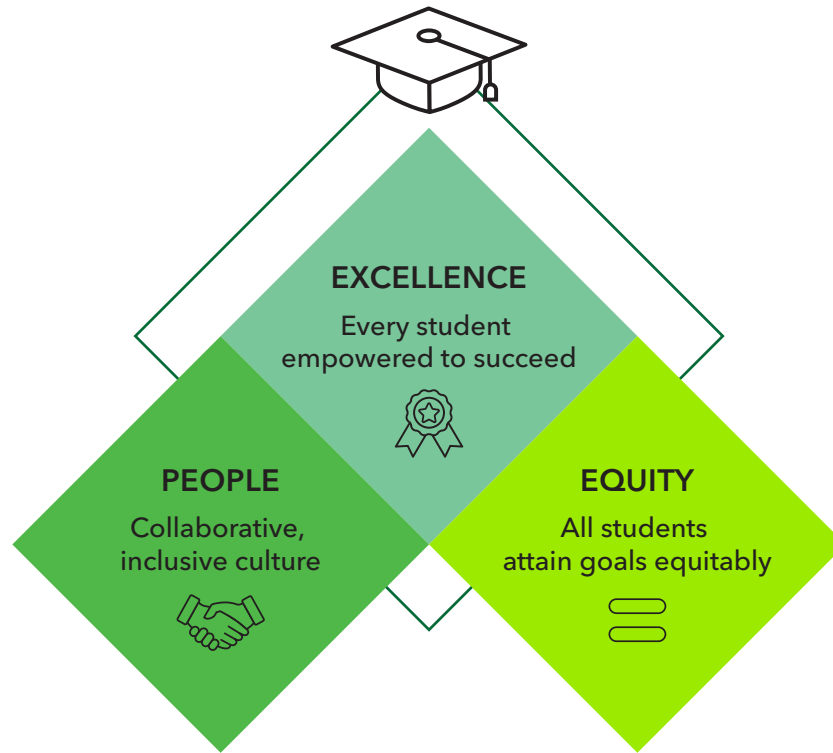 EXCELLENCE
Every student
empowered to succeed
PEOPLE
Collaborative,
inclusive culture
EQUITY
All students
attain goals equitably